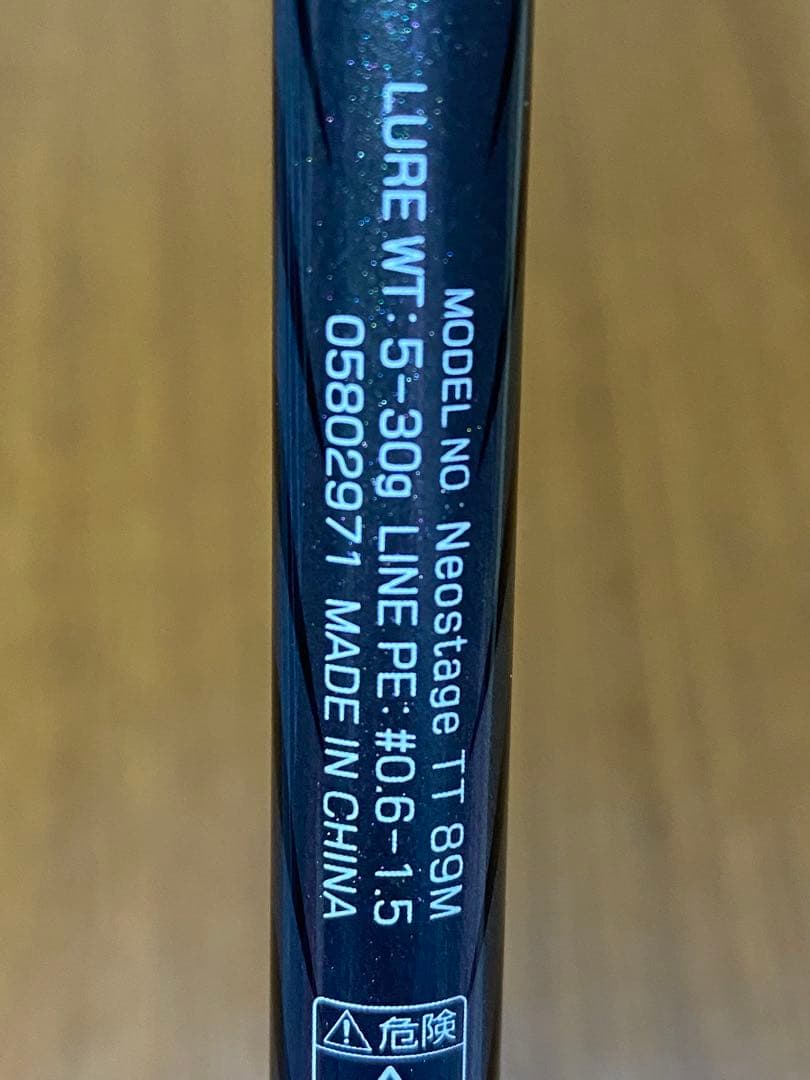 MODEL NO. Neostage TT 89M
LURE WT: 5-30g LINE PE: #0.6-1.5
05802971 MADE IN CHINA
危険